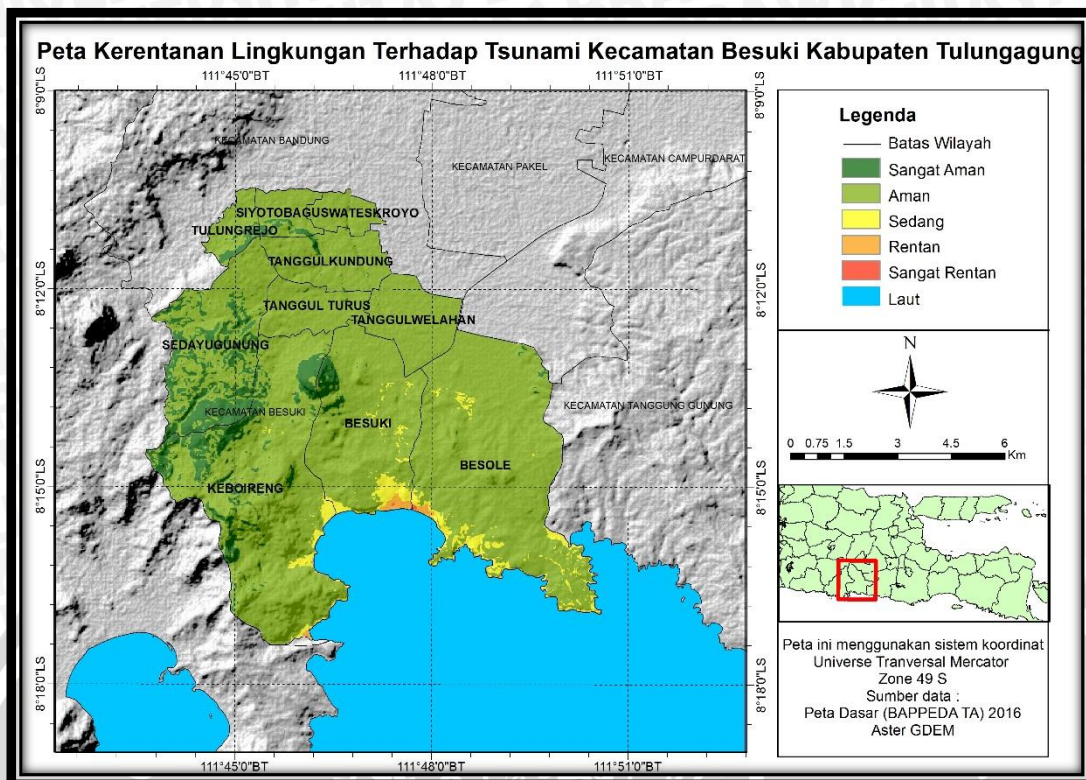 Peta Kerentanan Lingkungan Terhadap Tsunami Kecamatan Besuki Kabupaten Tulungagung
111°45'0"BT
111°48'0"BT
111°51'0"BT
8°9'0"LS
8°9'0"LS
KECAMATAN BANDUNG
KECAMATAN PAKEL
KECAMATAN CAMPURDARAT
SIYOTOBAGUSWATESKROYO
TULUNGREJO
TANGGULKUNDUNG
8°12'0"LS
8°12'0"LS
TANGGUL TURUS
TANGGULWELAHAN
SEDAYUGUNUNG
KECAMATAN BESUKI
KECAMATAN TANGGUNG GUNUNG
BESUKI
BESOLE
KEBOIRENG
8°15'0"LS
8°15'0"LS
8°18'0"LS
8°18'0"LS
111°45'0"BT
111°48'0"BT
111°51'0"BT
Legenda
Batas Wilayah
Sangat Aman
Aman
Sedang
Rentan
Sangat Rentan
Laut
N
0 0.75 1.5 3 4.5 6
Km
Peta ini menggunakan sistem koordinat
Universe Tranversal Mercator
Zone 49 S
Sumber data :
Peta Dasar (BAPPEDA TA) 2016
Aster GDEM